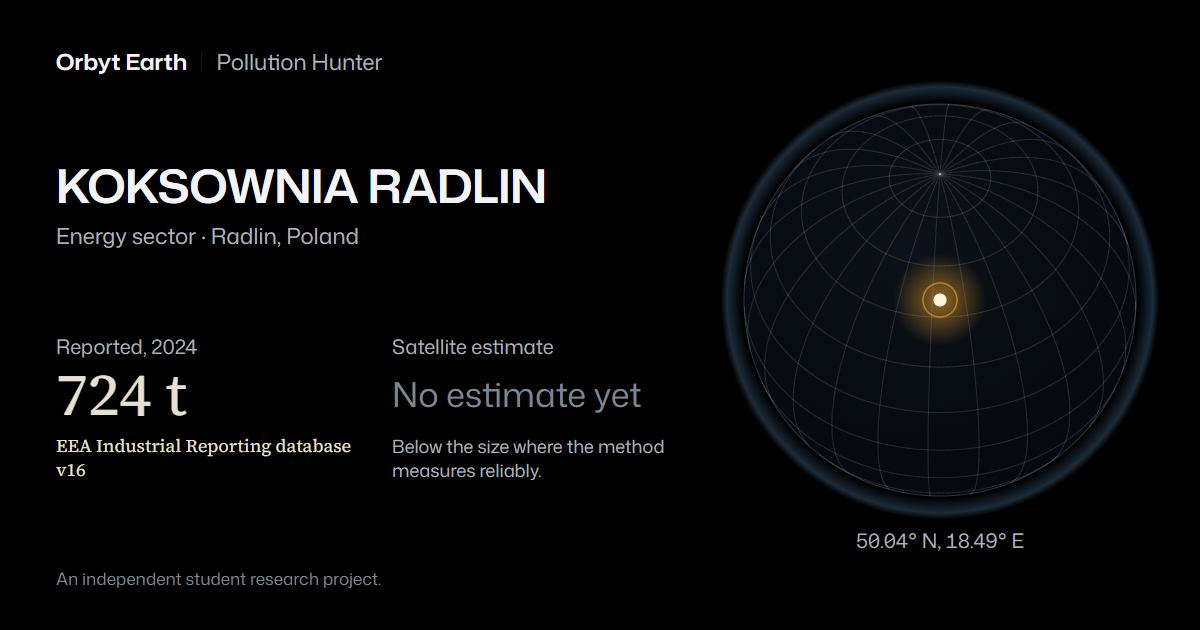 Orbyt Earth | Pollution Hunter
KOKSOWNIA RADLIN
Energy sector · Radlin, Poland
Reported, 2024
724 t
EEA Industrial Reporting database
v16
Satellite estimate
No estimate yet
Below the size where the method
measures reliably.
50.04° N, 18.49° E
An independent student research project.